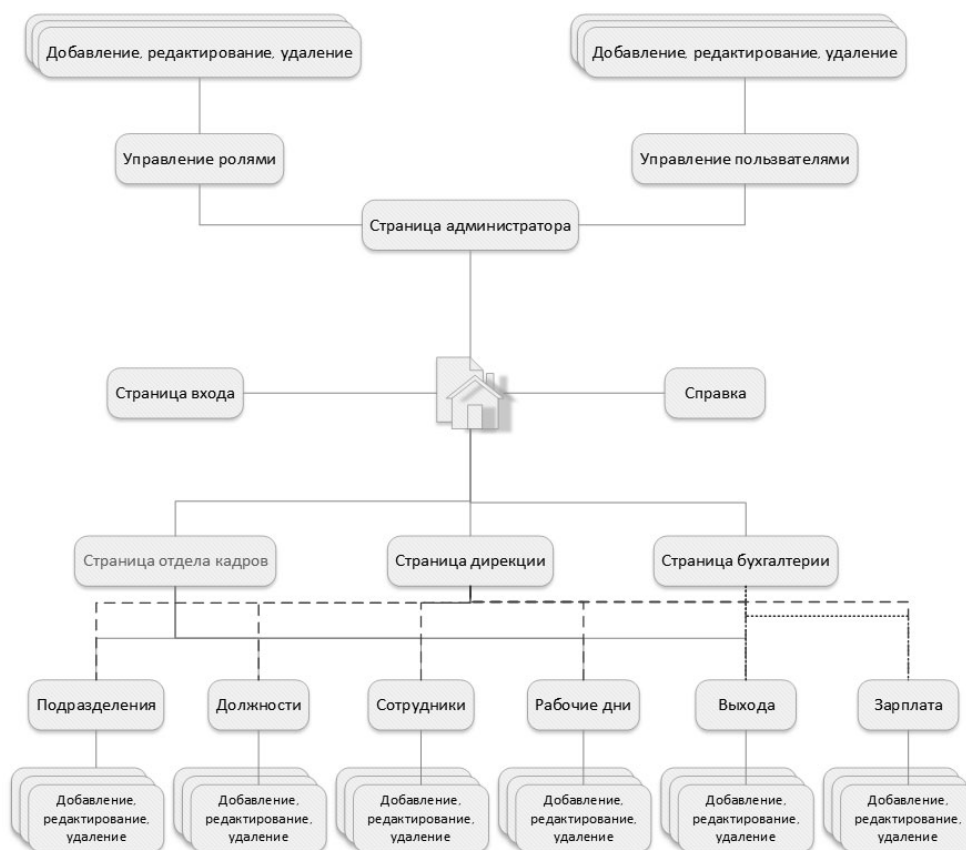 Добавление, редактирование, удаление
Добавление, редактирование, удаление
Управление ролями
Управление пользвателями
Страница администратора
Страница входа
Справка
Страница отдела кадров
Страница дирекции
Страница бухгалтерии
Подразделения
Должности
Сотрудники
Рабочие дни
Выхода
Зарплата
Добавление,
редактирование,
удаление
Добавление,
редактирование,
удаление
Добавление,
редактирование,
удаление
Добавление,
редактирование,
удаление
Добавление,
редактирование,
удаление
Добавление,
редактирование,
удаление